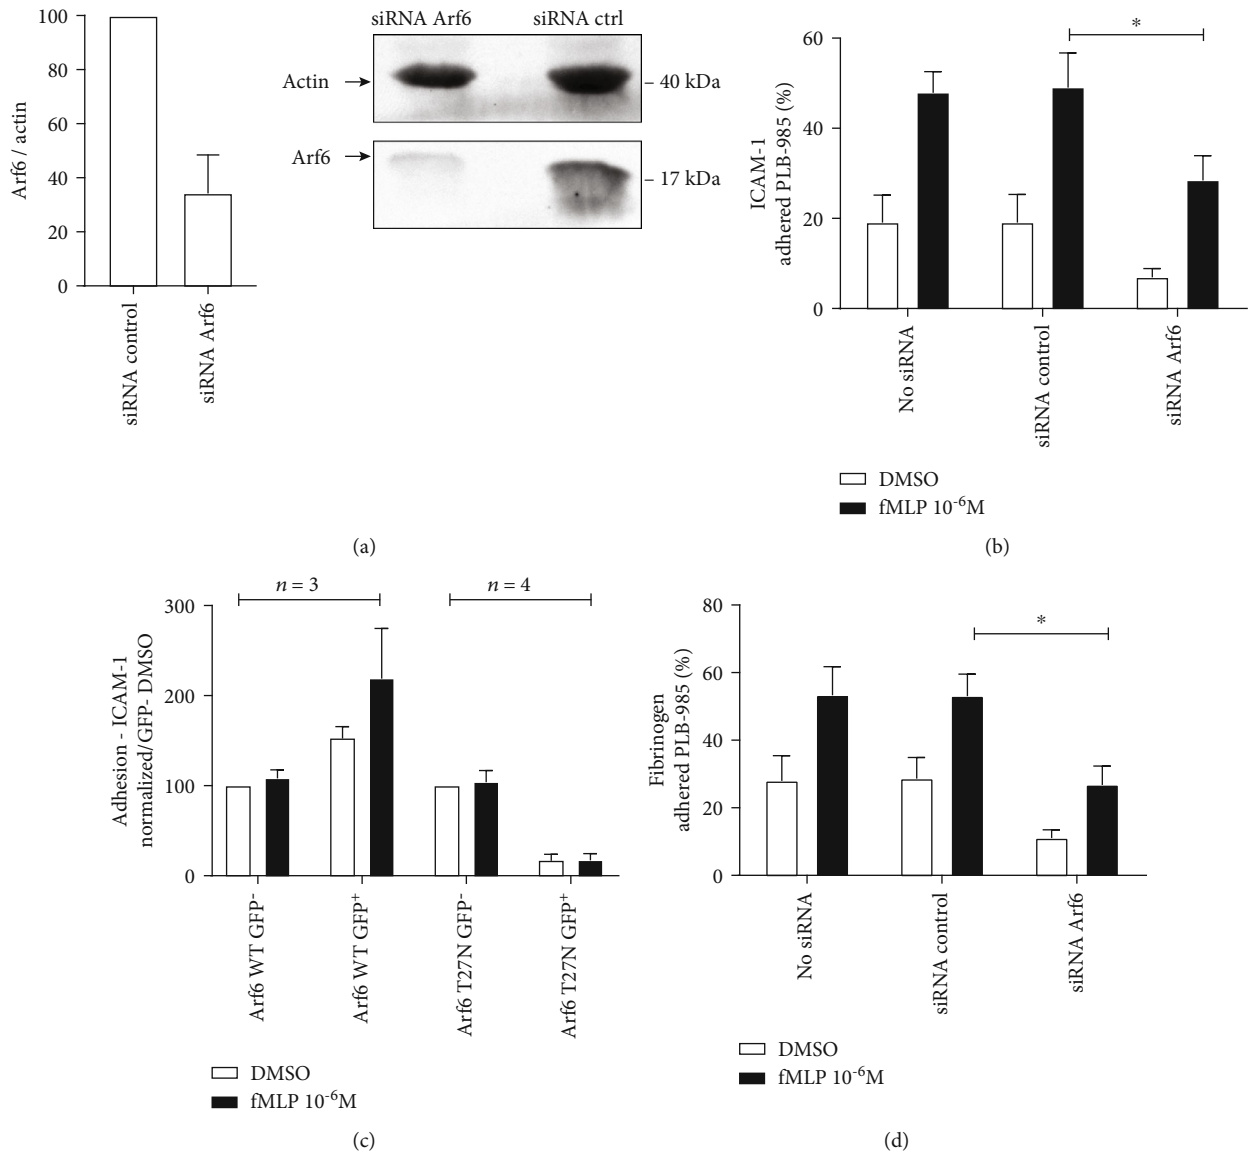 100
80
60
40
20
0
Arf6 / actin
siRNA control
siRNA Arf6
siRNA Arf6
siRNA ctrl
Actin
– 40 kDa
Arf6
– 17 kDa
(a)
60
40
20
0
ICAM-1
adhered PLB-985 (%)
*
No siRNA
siRNA control
siRNA Arf6
DMSO
fMLP 10⁻⁶M
(b)
300
200
100
0
Adhesion - ICAM-1
normalized/GFP- DMSO
n = 3
n = 4
Arf6 WT GFP⁻
Arf6 WT GFP⁺
Arf6 T27N GFP⁻
Arf6 T27N GFP⁺
DMSO
fMLP 10⁻⁶M
(c)
80
60
40
20
0
Fibrinogen
adhered PLB-985 (%)
*
No siRNA
siRNA control
siRNA Arf6
DMSO
fMLP 10⁻⁶M
(d)